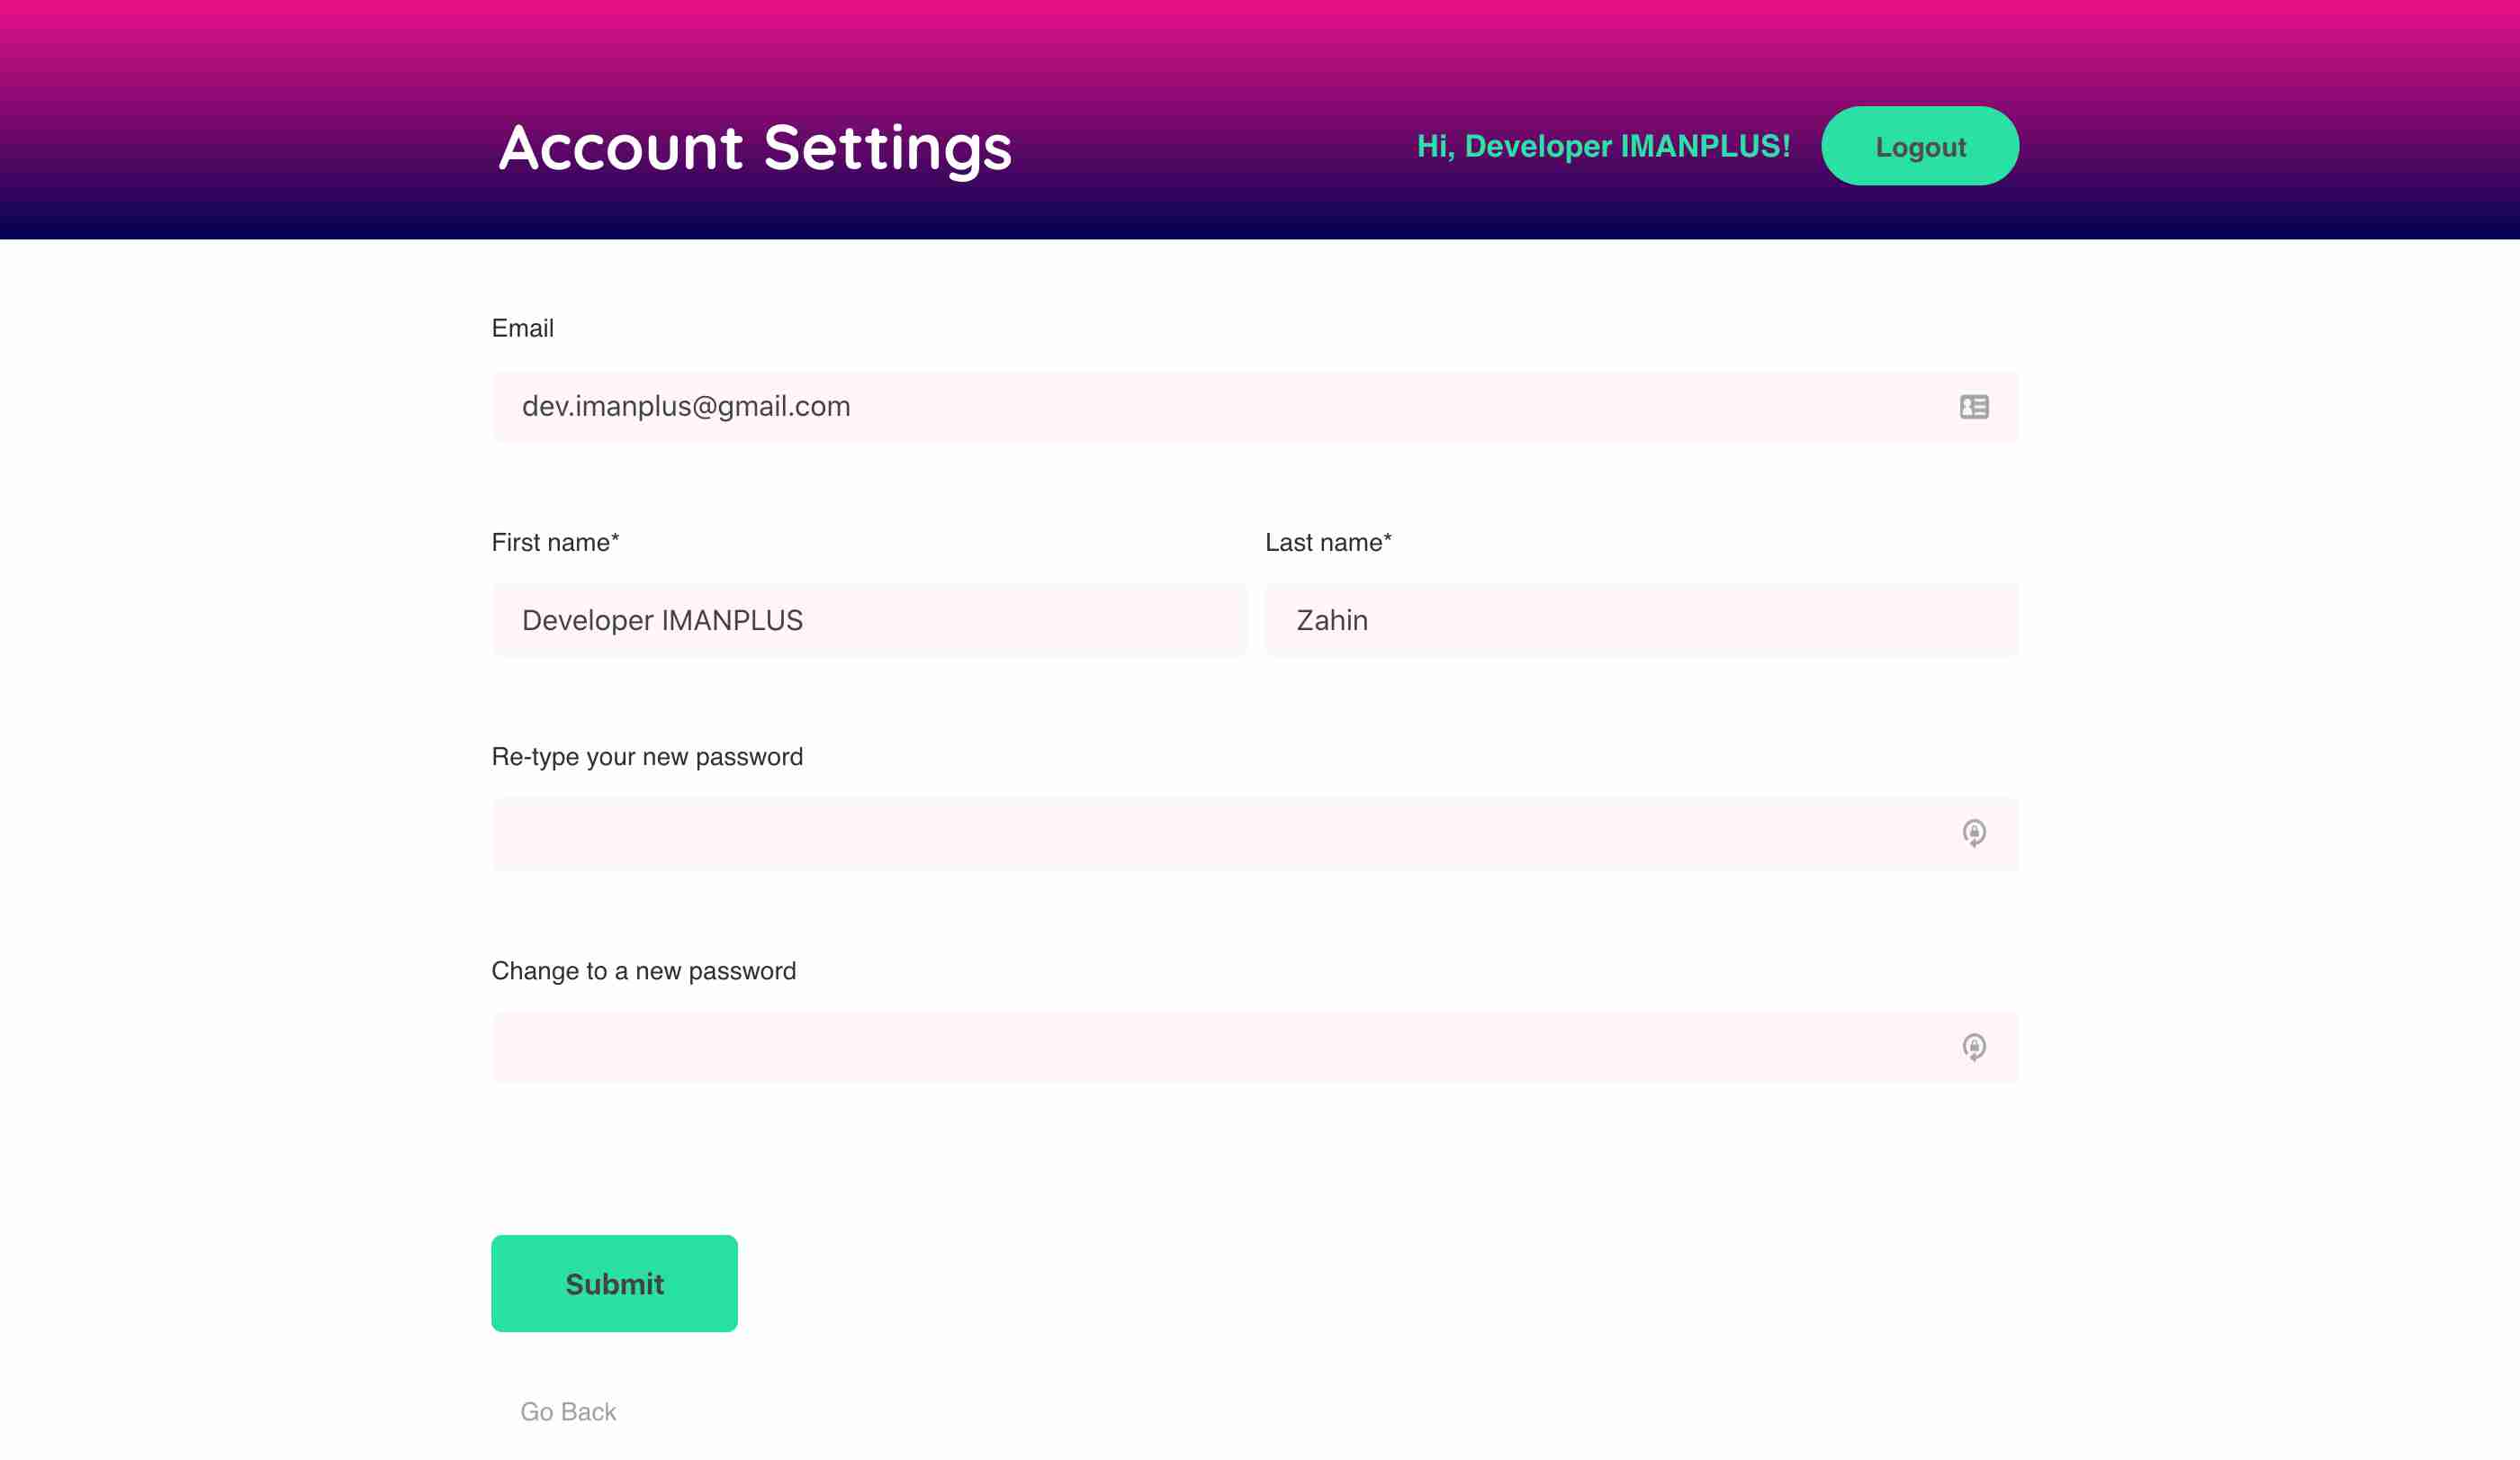 Account Settings
Hi, Developer IMANPLUS!
Logout
Email
dev.imanplus@gmail.com
First name*
Last name*
Developer IMANPLUS
Zahin
Re-type your new password
Change to a new password
Submit
Go Back